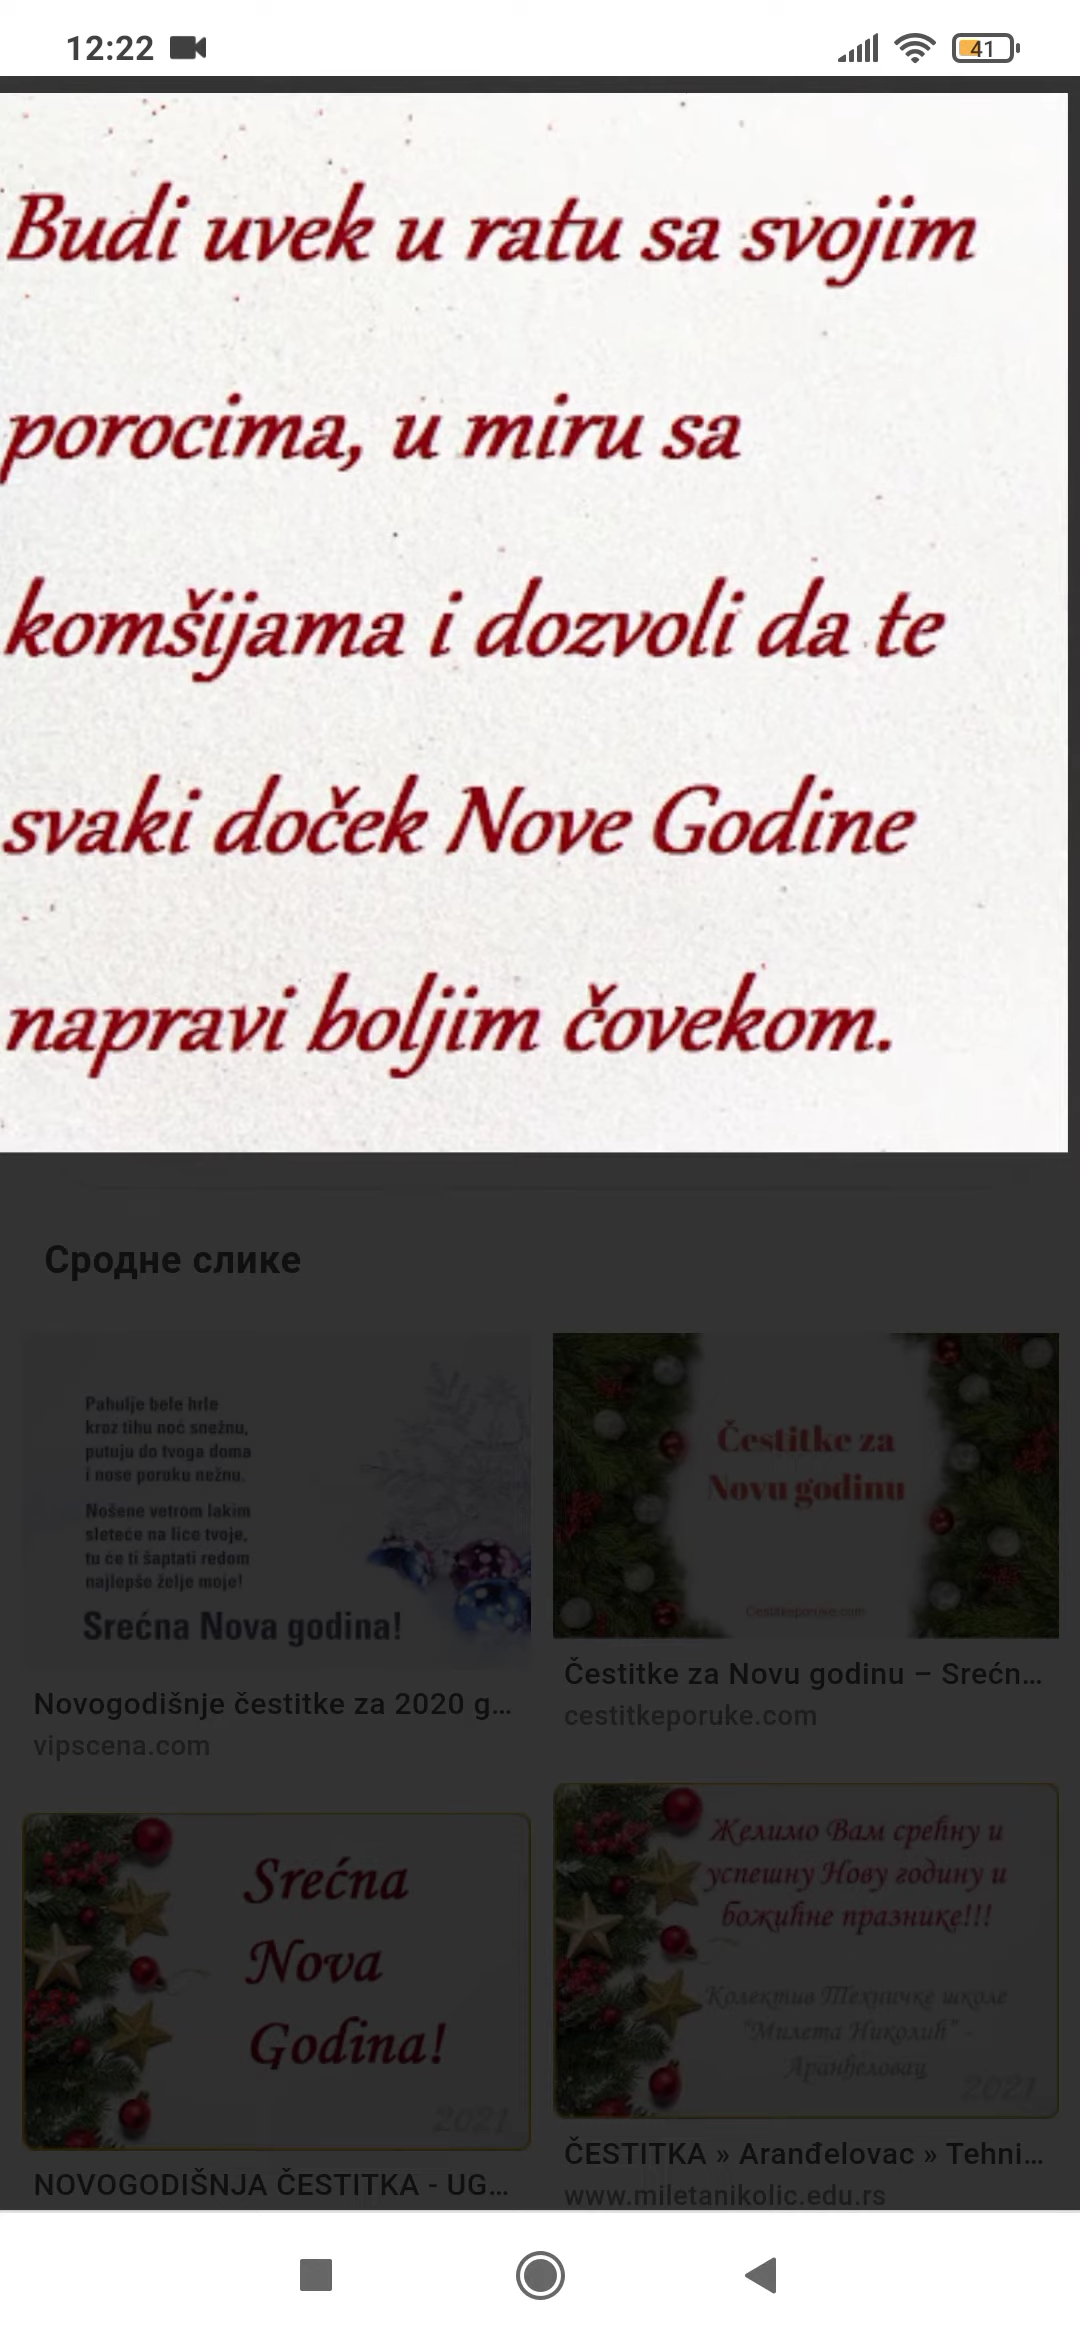 12:22
41
Budi uvek u ratu sa svojim
porocima, u miru sa
komšijama i dozvoli da te
svaki doček Nove Godine
napravi boljim čovekom.
Сродне слике
Pahulje bele hrle
kroz tihu noć snežnu,
putuju do tvoga doma
i nose poruku nežnu.
Nošene vetrom lakim
sleteće na lice tvoje,
tu će ti šaptati redom
najlepše želje moje!
Srećna Nova godina!
Novogodišnje čestitke za 2020 g...
vipscena.com
Čestitke za
Novu godinu
Cestitkeporuke.com
Čestitke za Novu godinu – Srećn...
cestitkeporuke.com
Srećna
Nova
Godina!
2021
NOVOGODIŠNJA ČESTITKA - UG...
Желимо Вам срећну и
успешну Нову годину и
божићне празнике!!!
Колектив Техничке школе
“Милета Николић” -
Аранђеловац
2021
ČESTITKA » Aranđelovac » Tehni...
www.miletanikolic.edu.rs